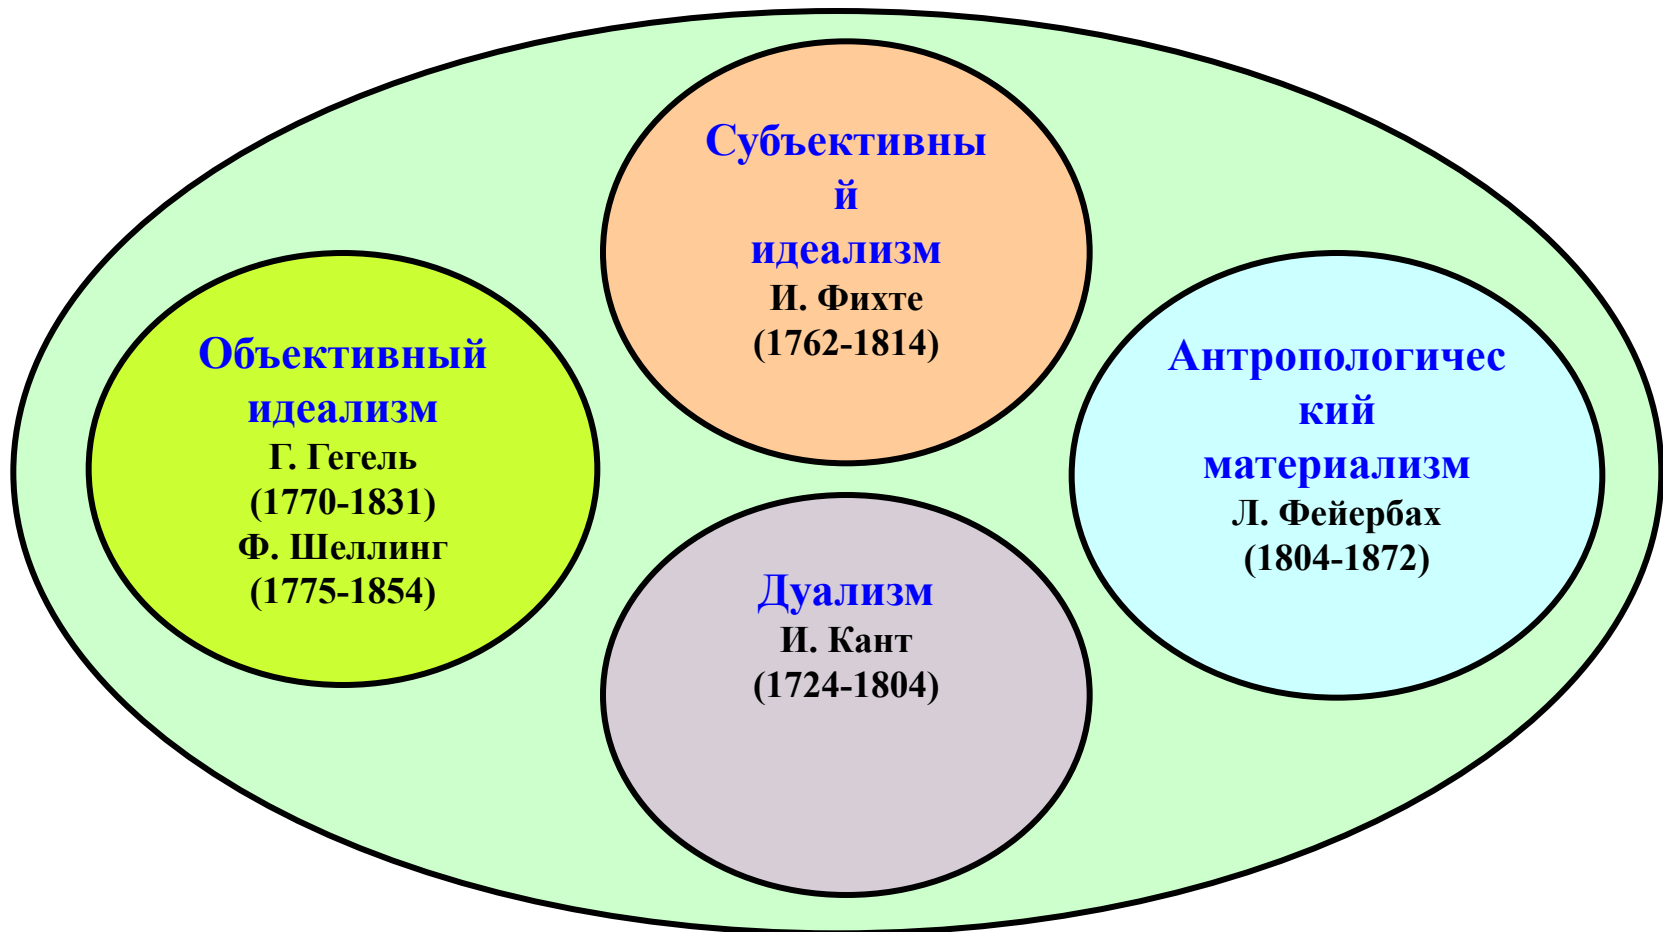 Субъективны
й
идеализм
И. Фихте
(1762-1814)
Объективный
идеализм
Г. Гегель
(1770-1831)
Ф. Шеллинг
(1775-1854)
Антропологичес
кий
материализм
Л. Фейербах
(1804-1872)
Дуализм
И. Кант
(1724-1804)